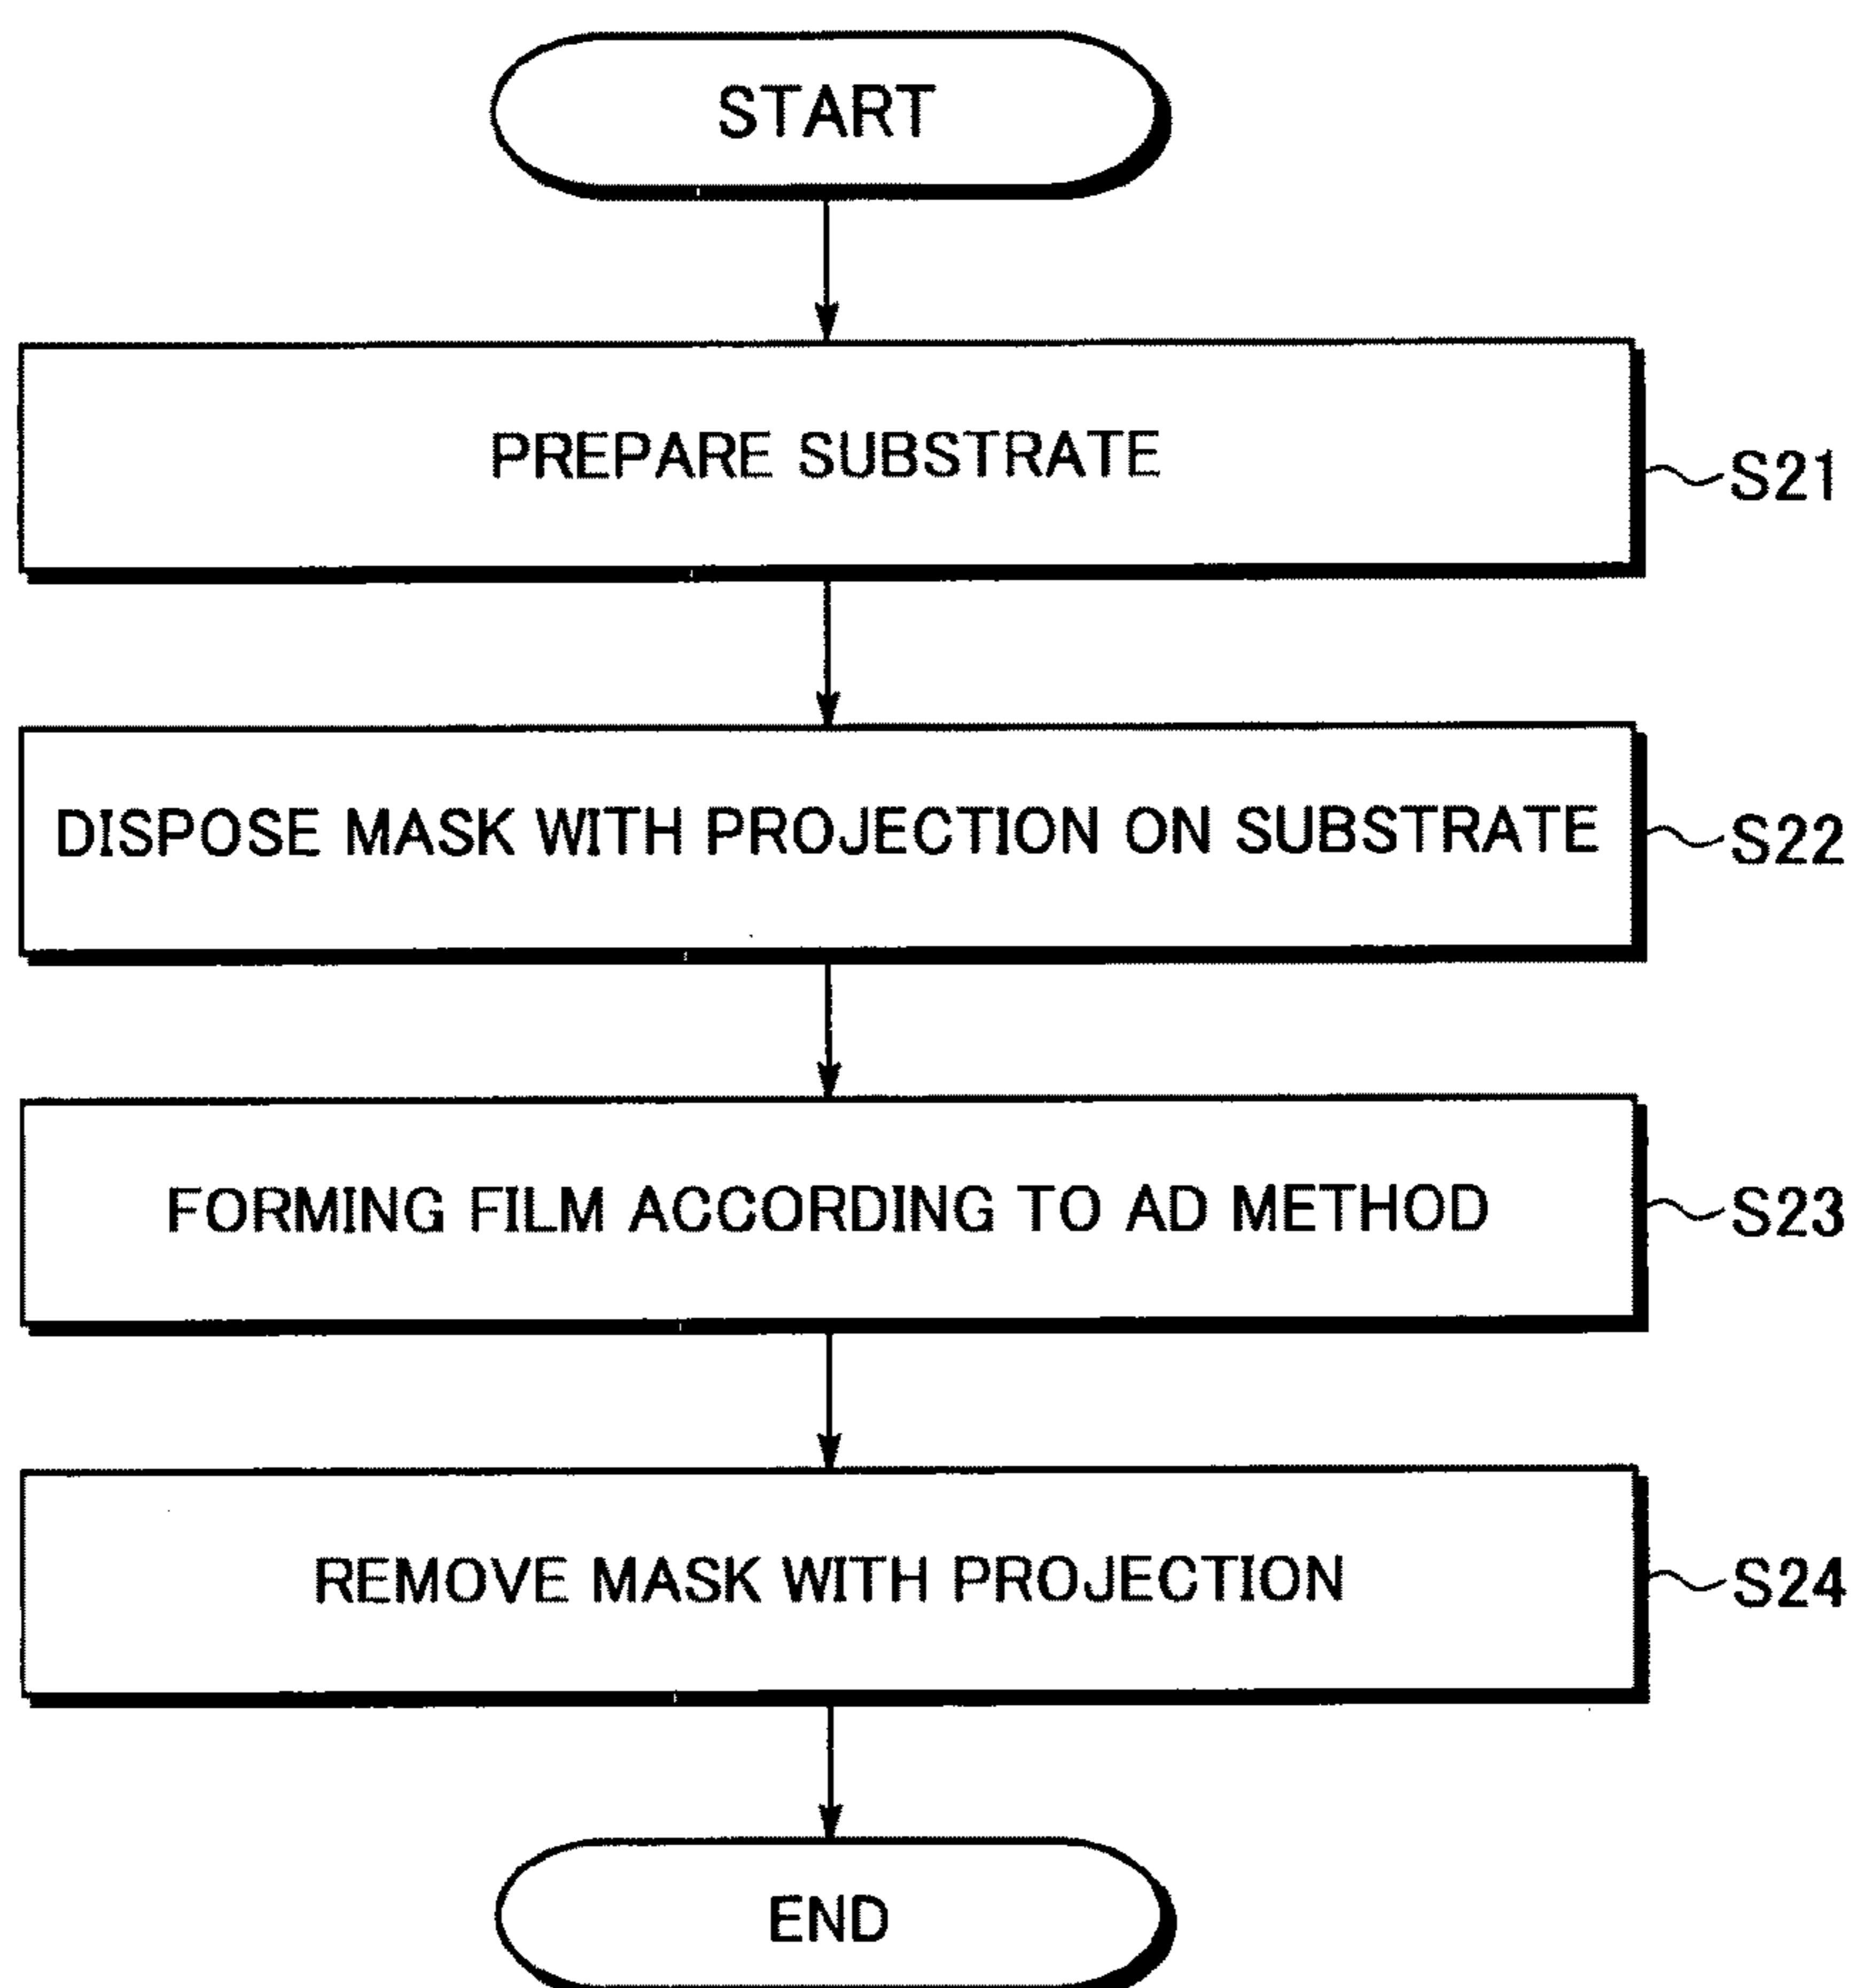 START
PREPARE SUBSTRATE
S21
DISPOSE MASK WITH PROJECTION ON SUBSTRATE
S22
FORMING FILM ACCORDING TO AD METHOD
S23
REMOVE MASK WITH PROJECTION
S24
END